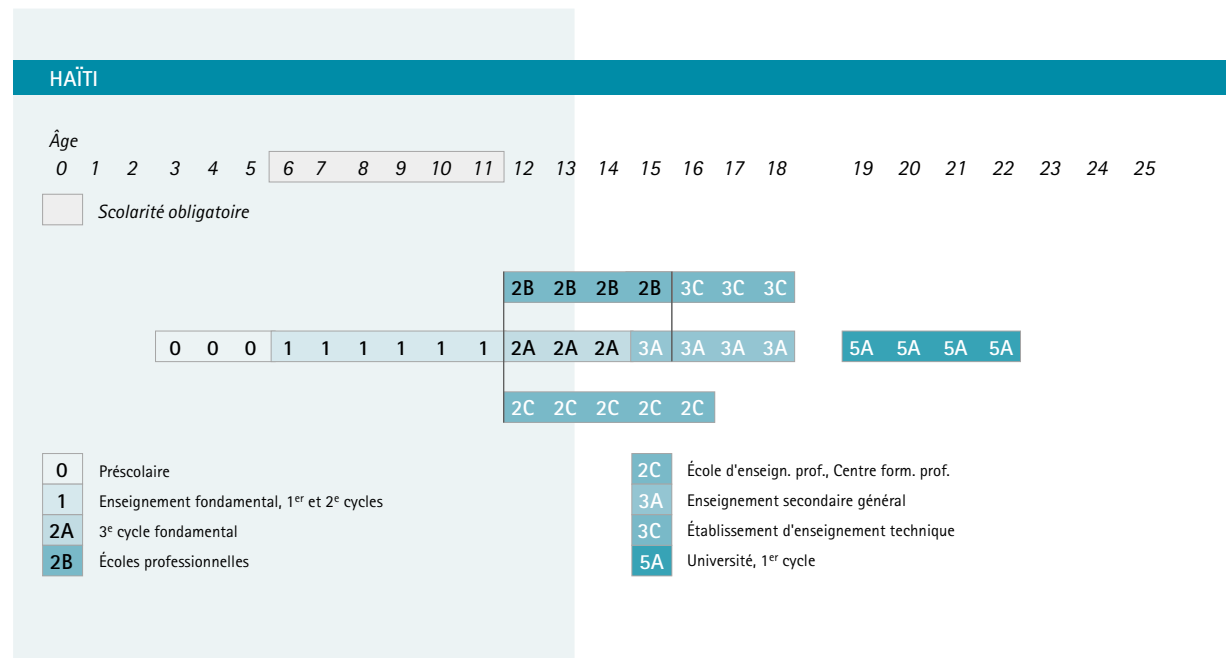 HAÏTI
Âge
0 1 2 3 4 5 6 7 8 9 10 11 12 13 14 15 16 17 18 19 20 21 22 23 24 25
Scolarité obligatoire
2B 2B 2B 2B 3C 3C 3C
0 0 0 1 1 1 1 1 1 2A 2A 2A 3A 3A 3A 3A 5A 5A 5A 5A
2C 2C 2C 2C 2C
0 Préscolaire
1 Enseignement fondamental, 1er et 2e cycles
2A 3e cycle fondamental
2B Écoles professionnelles
2C École d'enseign. prof., Centre form. prof.
3A Enseignement secondaire général
3C Établissement d'enseignement technique
5A Université, 1er cycle